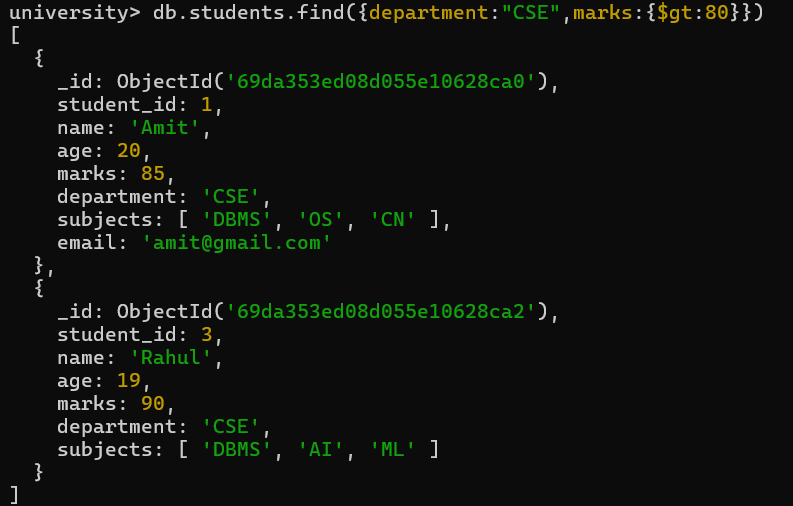 university> db.students.find({department:"CSE",marks:{$gt:80}})
[
  {
    _id: ObjectId('69da353ed08d055e10628ca0'),
    student_id: 1,
    name: 'Amit',
    age: 20,
    marks: 85,
    department: 'CSE',
    subjects: [ 'DBMS', 'OS', 'CN' ],
    email: 'amit@gmail.com'
  },
  {
    _id: ObjectId('69da353ed08d055e10628ca2'),
    student_id: 3,
    name: 'Rahul',
    age: 19,
    marks: 90,
    department: 'CSE',
    subjects: [ 'DBMS', 'AI', 'ML' ]
  }
]